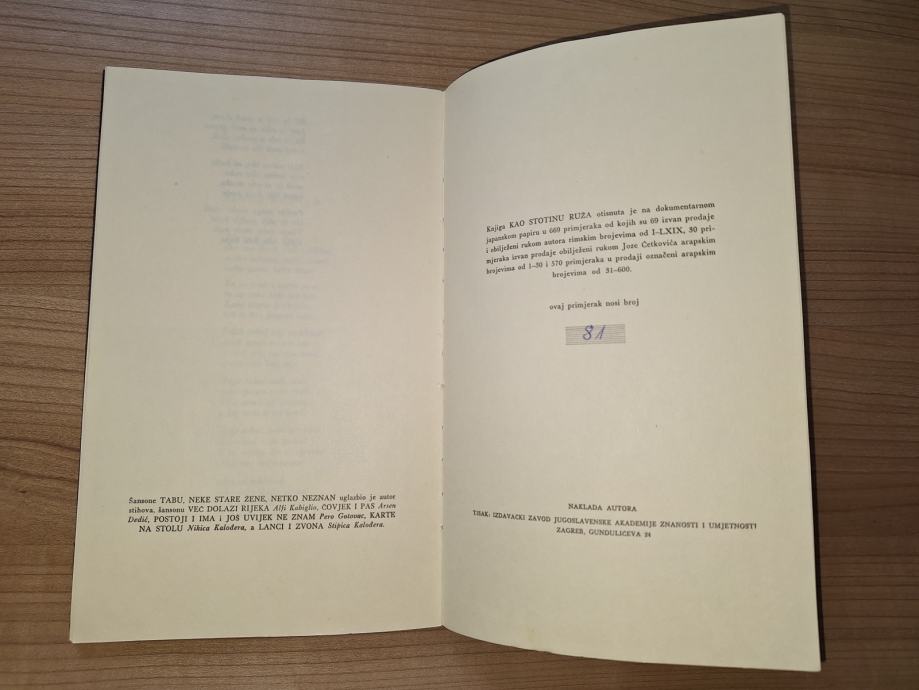 Šansone TABU, NEKE STARE ŽENE, NETKO NEZNAN uglazbio je autor
stihova, šansonu VEĆ DOLAZI RIJEKA Alfi Kabiglio, ČOVJEK I PAS Arsen
Dedić, POSTOJI I IMA i JOŠ UVIJEK NE ZNAM Pero Gotovac, KARTE
NA STOLU Nikica Kalođera, a LANCI I ZVONA Stipica Kalođera.
Knjiga KAO STOTINU RUŽA otisnuta je na dokumentarnom
japanskom papiru u 669 primjeraka od kojih su 69 izvan prodaje
i obilježeni rukom autora rimskim brojevima od I–LXIX, 30 pri-
mjeraka izvan prodaje obilježeni rukom Joze Ćetkovića arapskim
brojevima od 1–30 i 570 primjeraka u prodaji označeni arapskim
brojevima od 31–600.
ovaj primjerak nosi broj
81
NAKLADA AUTORA
TISAK: IZDAVAČKI ZAVOD JUGOSLAVENSKE AKADEMIJE ZNANOSTI I UMJETNOSTI
ZAGREB, GUNDULIĆEVA 24